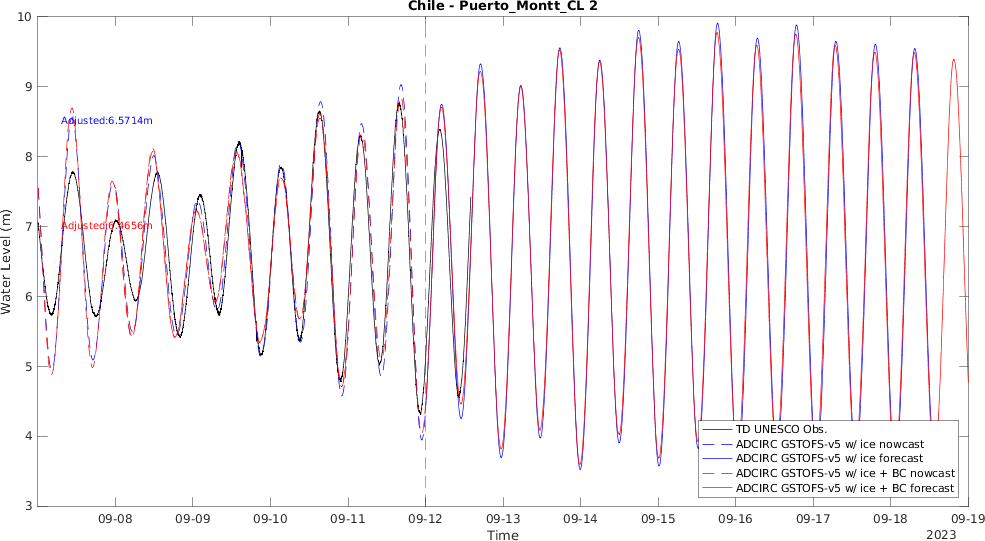 Chile - Puerto_Montt_CL 2
Water Level (m)
10
9
8
7
6
5
4
3
Adjusted:6.5714m
Adjusted:6.4656m
TD UNESCO Obs.
ADCIRC GSTOFS-v5 w/ ice nowcast
ADCIRC GSTOFS-v5 w/ ice forecast
ADCIRC GSTOFS-v5 w/ ice + BC nowcast
ADCIRC GSTOFS-v5 w/ ice + BC forecast
09-08 09-09 09-10 09-11 09-12 09-13 09-14 09-15 09-16 09-17 09-18 09-19
Time
2023